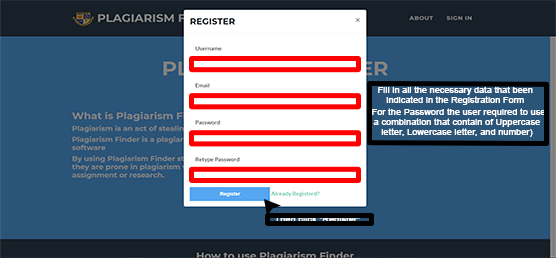 PLAGIARISM FINDER
ABOUT
SIGN IN
REGISTER
×
Username
Email
Password
Retype Password
Register
Already Registerd?
PL
ER
What is Plagiarism
Plagiarism is an act of stealin
Plagiarism Finder is a plagia
software
By using Plagiarism Finder st
they are prone in plagiarism
assignment or research.
Fill in all the necessary data that been
indicated in the Registration Form
For the Password the user required to use
a combination that contain of Uppercase
letter, Lowercase letter, and number)
How to use Plagiarism Finder